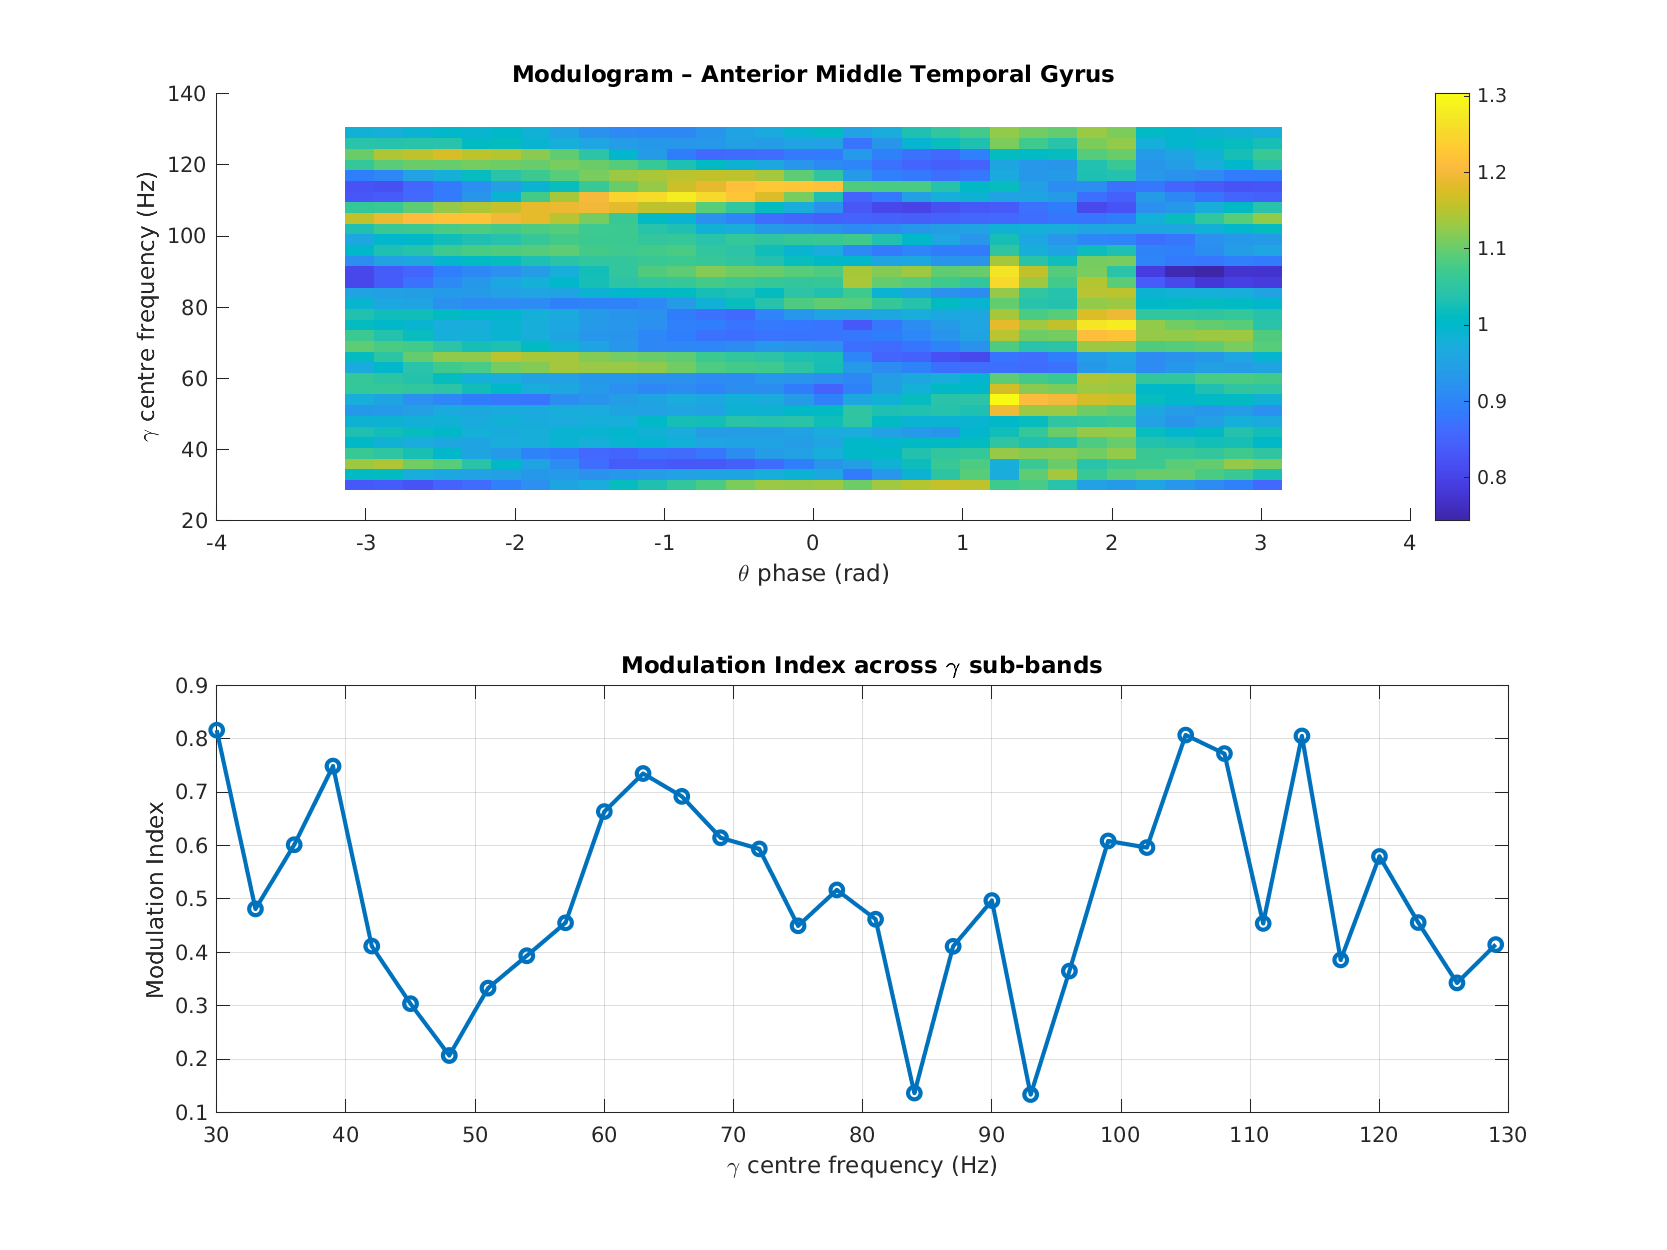 Modulogram – Anterior Middle Temporal Gyrus
140
120
100
80
60
40
20
γ centre frequency (Hz)
-4 -3 -2 -1 0 1 2 3 4
θ phase (rad)
1.3
1.2
1.1
1
0.9
0.8
Modulation Index across γ sub-bands
0.9
0.8
0.7
0.6
0.5
0.4
0.3
0.2
0.1
Modulation Index
30 40 50 60 70 80 90 100 110 120 130
γ centre frequency (Hz)